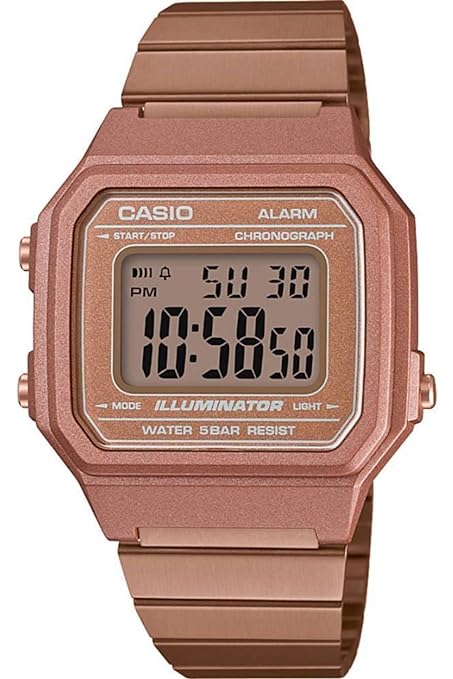 CASIO ALARM
START/STOP CHRONOGRAPH
PM SU 30
10:58 50
MODE ILLUMINATOR LIGHT
WATER 5BAR RESIST